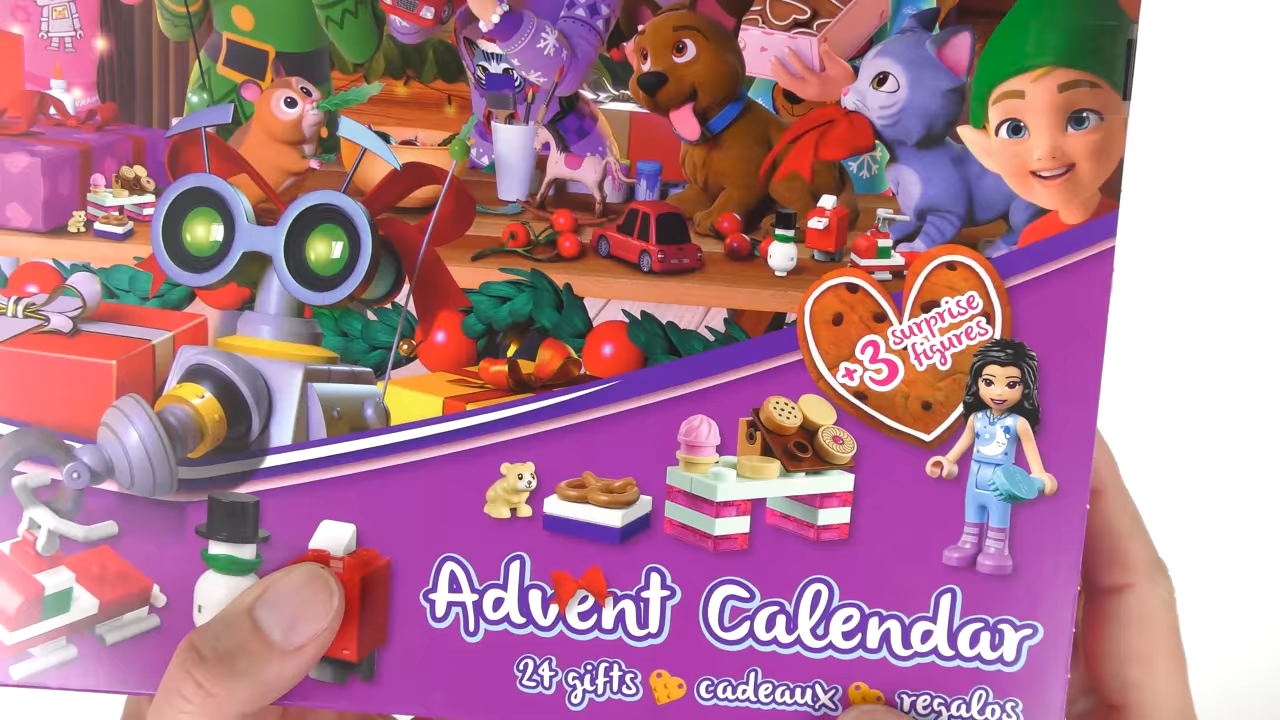 surprise
+3 figures
Advent Calendar
24 gifts cadeaux regalos